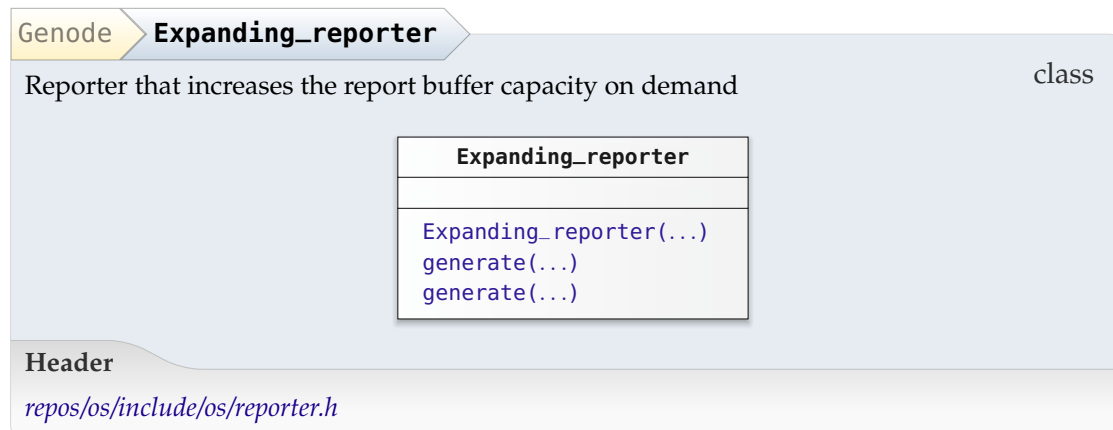 Genode Expanding_reporter
Reporter that increases the report buffer capacity on demand class
Expanding_reporter
Expanding_reporter(...)
generate(...)
generate(...)
Header
repos/os/include/os/reporter.h